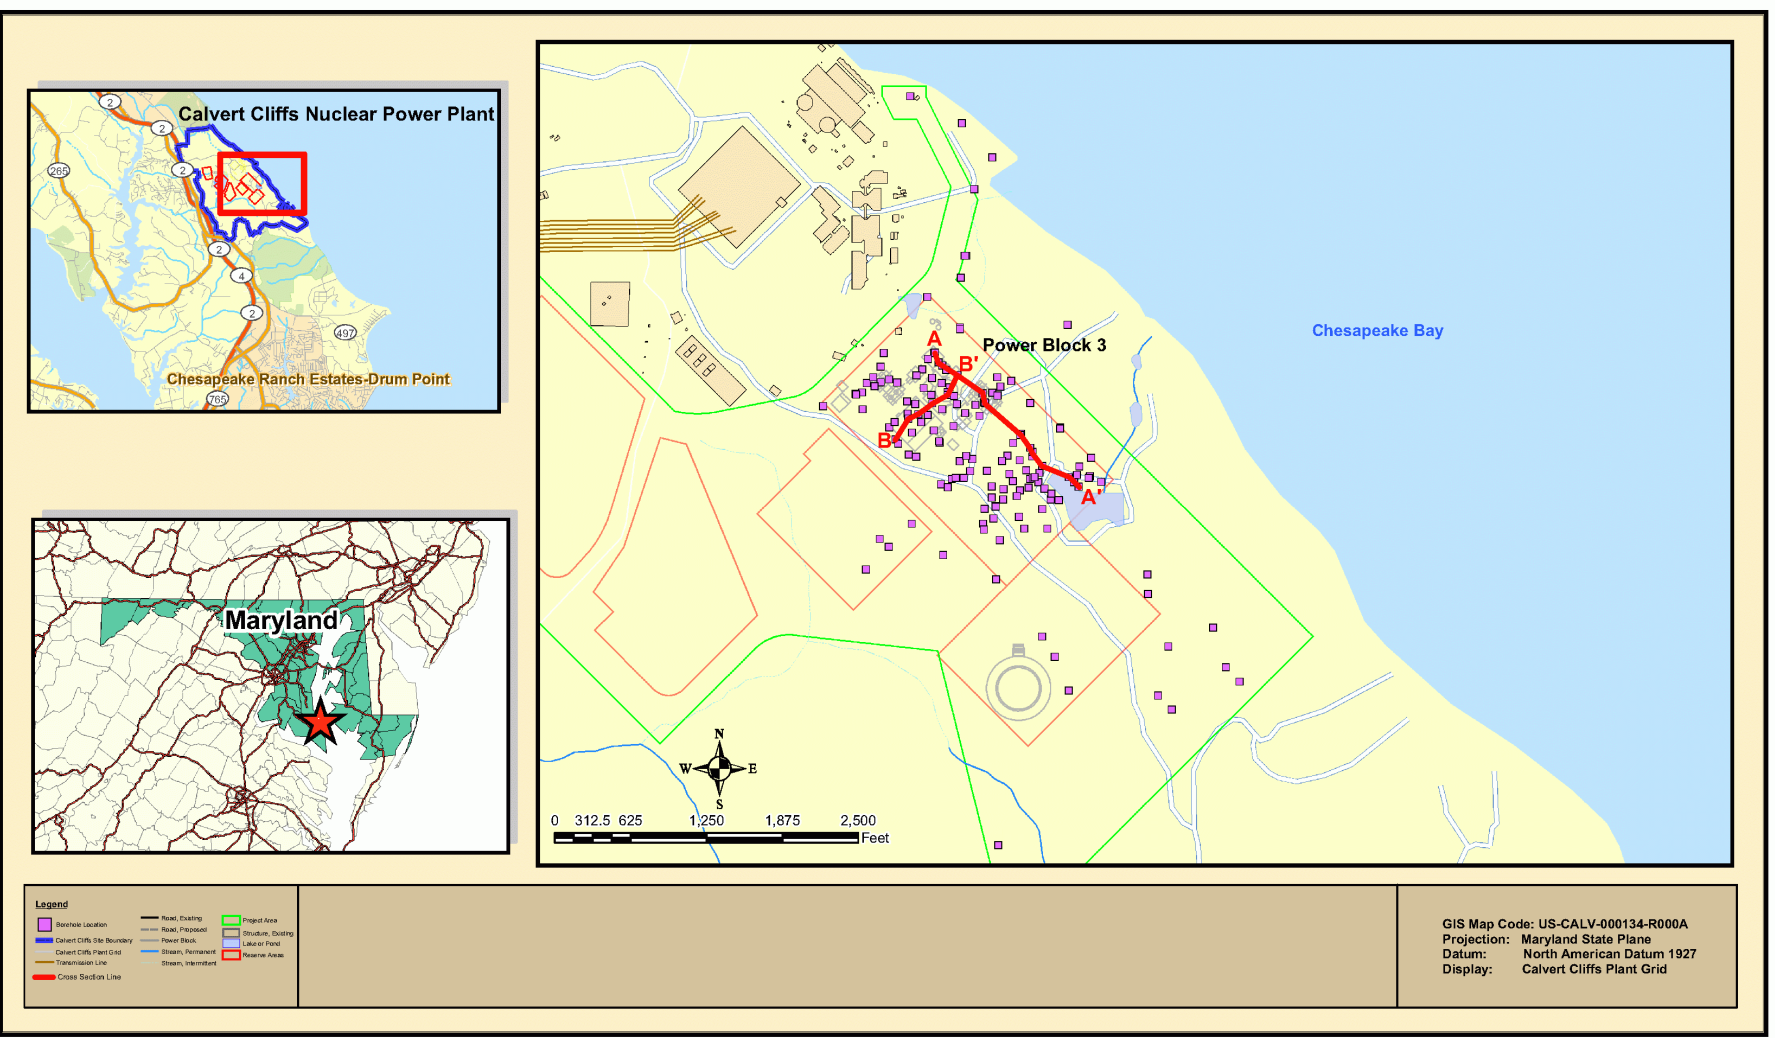 2
Calvert Cliffs Nuclear Power Plant
2
2
265
2
4
2
497
Chesapeake Ranch Estates-Drum Point
765
Maryland
Chesapeake Bay
A
Power Block 3
B'
B
A'
N
W E
S
0 312.5 625 1,250 1,875 2,500
Feet
Legend
Borehole Location
Calvert Cliffs Site Boundary
Calvert Cliffs Plant Grid
Transmission Line
Cross Section Line
Road, Existing
Road, Proposed
Power Block
Stream, Permanent
Stream, Intermittent
Project Area
Structure, Existing
Lake or Pond
Reserve Areas
GIS Map Code: US-CALV-000134-R000A
Projection: Maryland State Plane
Datum: North American Datum 1927
Display: Calvert Cliffs Plant Grid